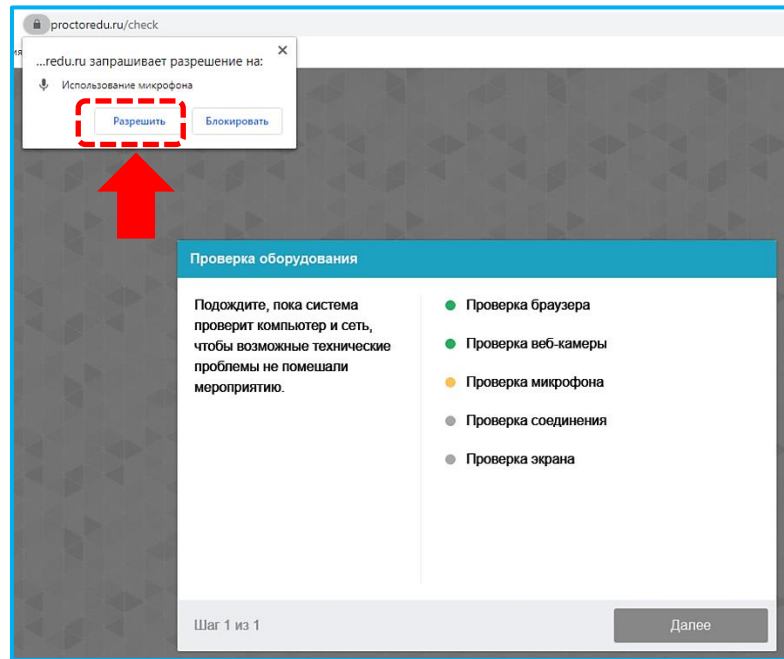 proctoredu.ru/check
...redu.ru запрашивает разрешение на:
Использование микрофона
Разрешить
Блокировать
Проверка оборудования
Подождите, пока система
проверит компьютер и сеть,
чтобы возможные технические
проблемы не помешали
мероприятию.
Проверка браузера
Проверка веб-камеры
Проверка микрофона
Проверка соединения
Проверка экрана
Шаг 1 из 1
Далее